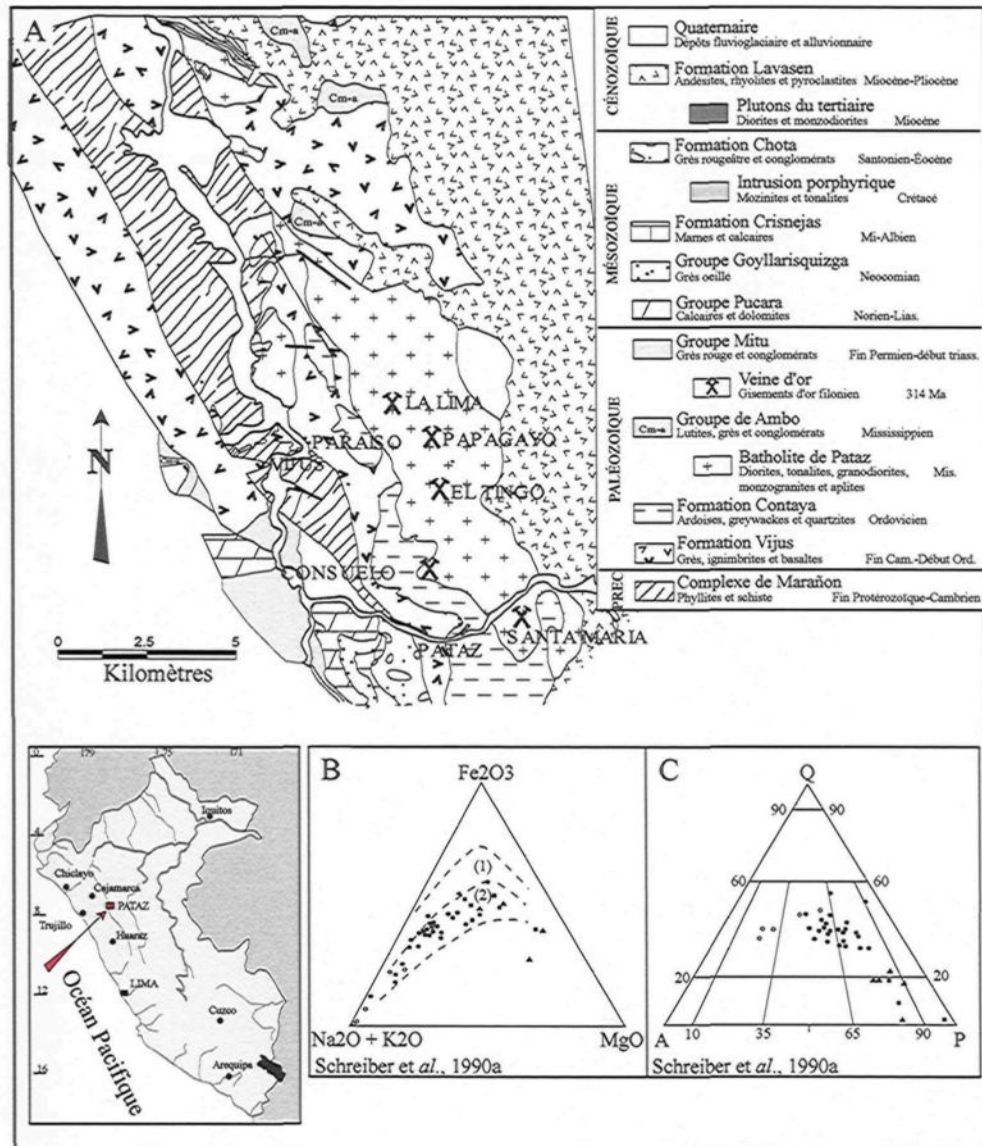 A
Cm-a
Cm-a
Cm-a
LA LIMA
PARAISO
PAPAGAYO
VIJUS
EL TINGO
CONSUELO
SANTA MARIA
PATAZ
N
0 2.5 5
Kilomètres
CÉNOZOÏQUE
Quaternaire
Dépôts fluvioglaciaire et alluvionnaire
Formation Lavasen
Andésites, rhyolites et pyroclastites Miocène-Pliocène
Plutons du tertiaire
Diorites et monzodiorites Miocène
MÉSOZOÏQUE
Formation Chota
Grès rougeâtre et conglomérats Santonien-Éocène
Intrusion porphyrique
Mozinites et tonalites Crétacé
Formation Crisnejas
Marnes et calcaires Mi-Albien
Groupe Goyllarisquizga
Grès oeillé Neocomian
Groupe Pucara
Calcaires et dolomites Norien-Lias.
PALÉOZOÏQUE
Groupe Mitu
Grès rouge et conglomérats Fin Permien-début triass.
Veine d'or
Gisements d'or filonien 314 Ma
Cm-a
Groupe de Ambo
Lutites, grès et conglomérats Mississippien
Batholite de Pataz
Diorites, tonalites, granodiorites, Mis.
monzogranites et aplites
Formation Contaya
Ardoises, greywackes et quartzites Ordovicien
Formation Vijus
Grès, ignimbrites et basaltes Fin Cam.-Début Ord.
PREC
Complexe de Marañon
Phyllites et schiste Fin Protérozoïque-Cambrien
0 79 75 71
4
8
12
16
Iquitos
Chiclayo
Cajamarca
PATAZ
Trujillo
Huaraz
LIMA
Cuzco
Arequipa
Océan Pacifique
B
Fe2O3
(1)
(2)
Na2O + K2O MgO
Schreiber et al., 1990a
C
Q
90 90
60 60
20 20
A 10 35 65 90 P
Schreiber et al., 1990a